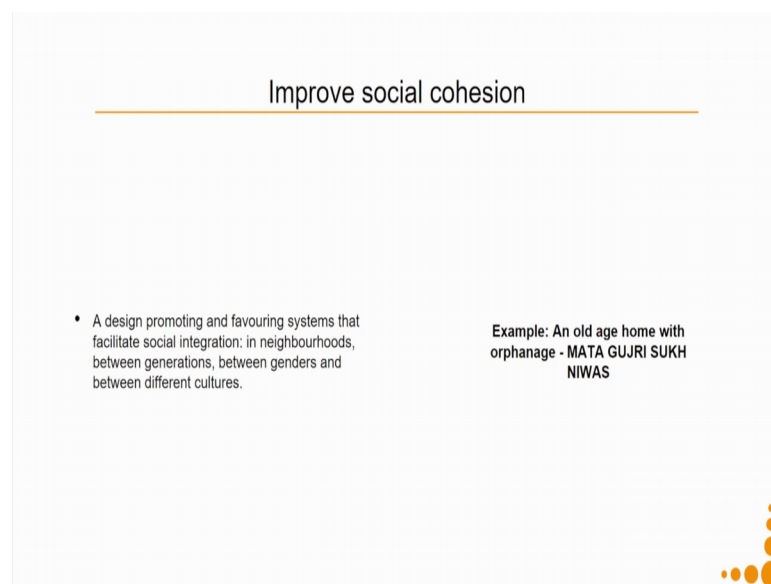 Improve social cohesion
• A design promoting and favouring systems that
facilitate social integration: in neighbourhoods,
between generations, between genders and
between different cultures.
Example: An old age home with
orphanage - MATA GUJRI SUKH
NIWAS